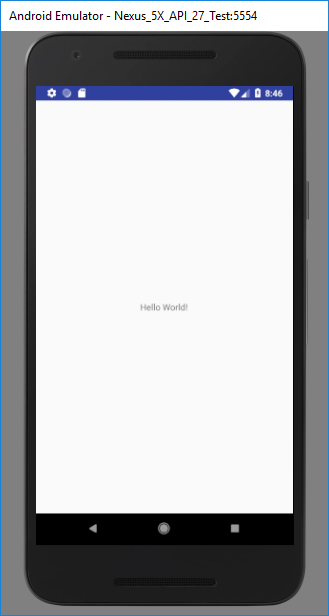 Android Emulator - Nexus_5X_API_27_Test:5554
8:46
Hello World!